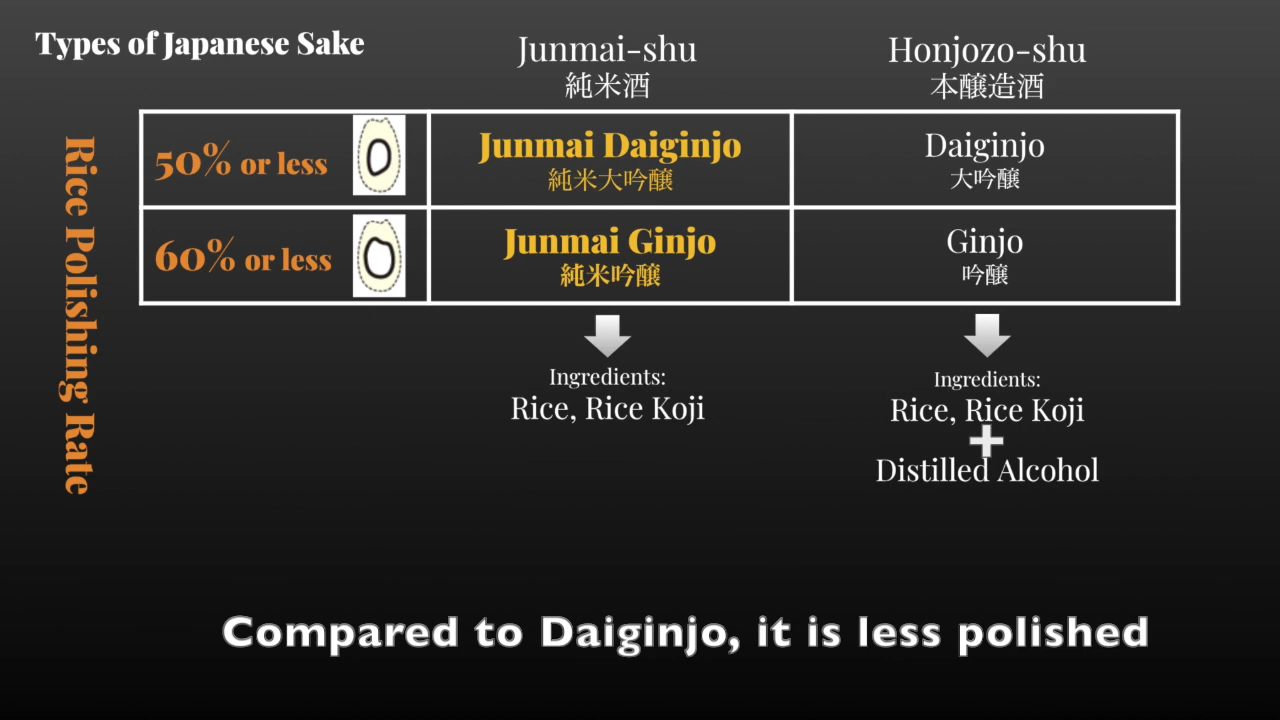 Types of Japanese Sake
Junmai-shu
純米酒
Honjozo-shu
本醸造酒
Rice Polishing Rate
50% or less
Junmai Daiginjo
純米大吟醸
Daiginjo
大吟醸
60% or less
Junmai Ginjo
純米吟醸
Ginjo
吟醸
Ingredients:
Rice, Rice Koji
Ingredients:
Rice, Rice Koji
+
Distilled Alcohol
Compared to Daiginjo, it is less polished